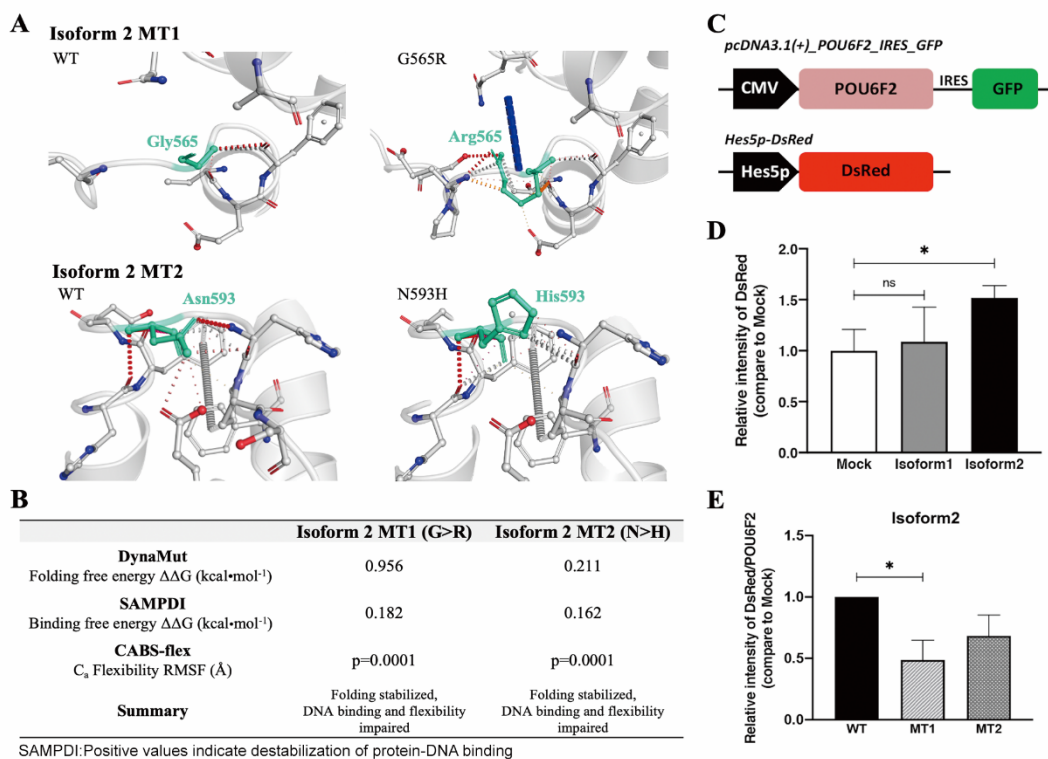 A
Isoform 2 MT1
WT
G565R
Gly565
Arg565
Isoform 2 MT2
WT
N593H
Asn593
His593
B
Isoform 2 MT1 (G>R)
Isoform 2 MT2 (N>H)
DynaMut
Folding free energy ΔΔG (kcal•mol-1)
0.956
0.211
SAMPDI
Binding free energy ΔΔG (kcal•mol-1)
0.182
0.162
CABS-flex
Ca Flexibility RMSF (Å)
p=0.0001
p=0.0001
Summary
Folding stabilized,
DNA binding and flexibility
impaired
Folding stabilized,
DNA binding and flexibility
impaired
SAMPDI:Positive values indicate destabilization of protein-DNA binding
C
pcDNA3.1(+)_POU6F2_IRES_GFP
CMV
POU6F2
IRES
GFP
Hes5p-DsRed
Hes5p
DsRed
D
Relative intensity of DsRed
(compare to Mock)
2.0
1.5
1.0
0.5
0.0
*
ns
Mock
Isoform1
Isoform2
E
Isoform2
Relative intensity of DsRed/POU6F2
(compare to Mock)
1.5
1.0
0.5
0.0
*
WT
MT1
MT2